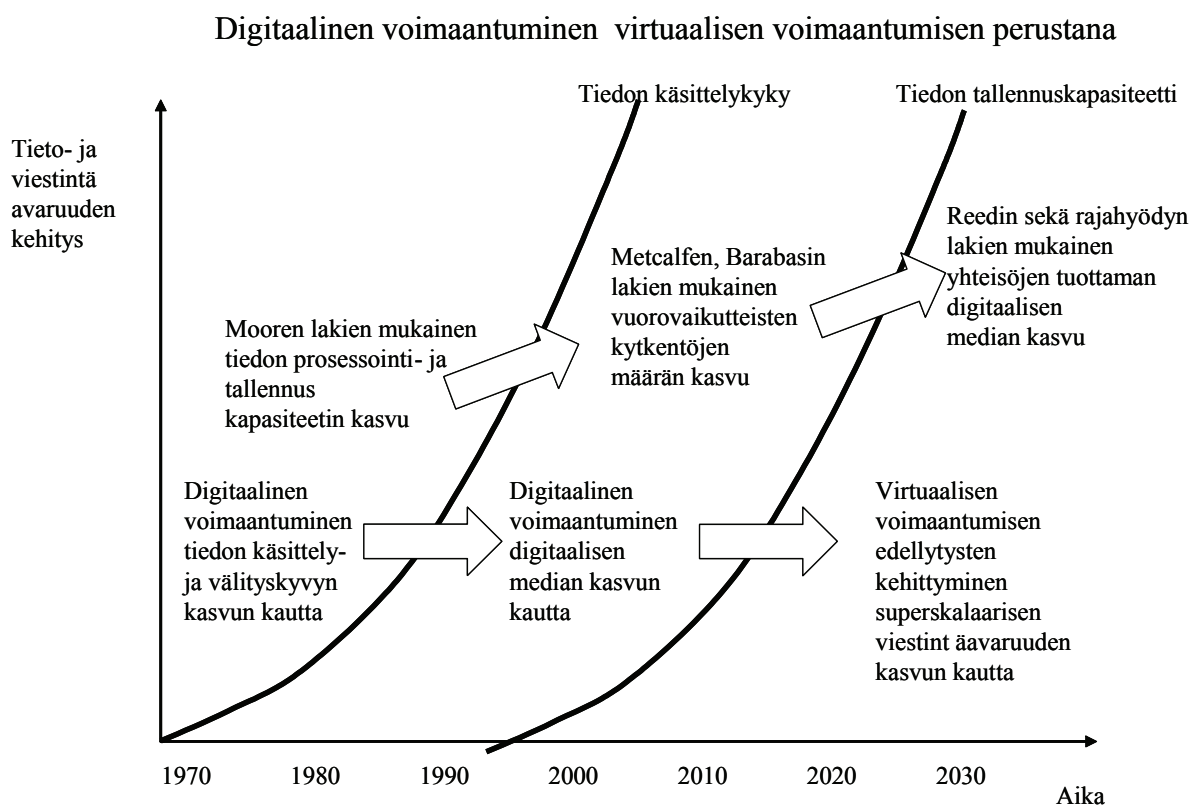 Digitaalinen voimaantuminen virtuaalisen voimaantumisen perustana
Tiedon käsittelykyky
Tiedon tallennuskapasiteetti
Tieto- ja
viestintä
avaruuden
kehitys
Reedin sekä rajahyödyn
lakien mukainen
yhteisöjen tuottaman
digitaalisen
median kasvu
Metcalfen, Barabasin
lakien mukainen
vuorovaikutteisten
kytkentöjen
määrän kasvu
Mooren lakien mukainen
tiedon prosessointi- ja
tallennus
kapasiteetin kasvu
Digitaalinen
voimaantuminen
tiedon käsittely-
ja välityskyvyn
kasvun kautta
Digitaalinen
voimaantuminen
digitaalisen
median kasvun
kautta
Virtuaalisen
voimaantumisen
edellytysten
kehittyminen
superskalaarisen
viestint äavaruuden
kasvun kautta
1970 1980 1990 2000 2010 2020 2030
Aika